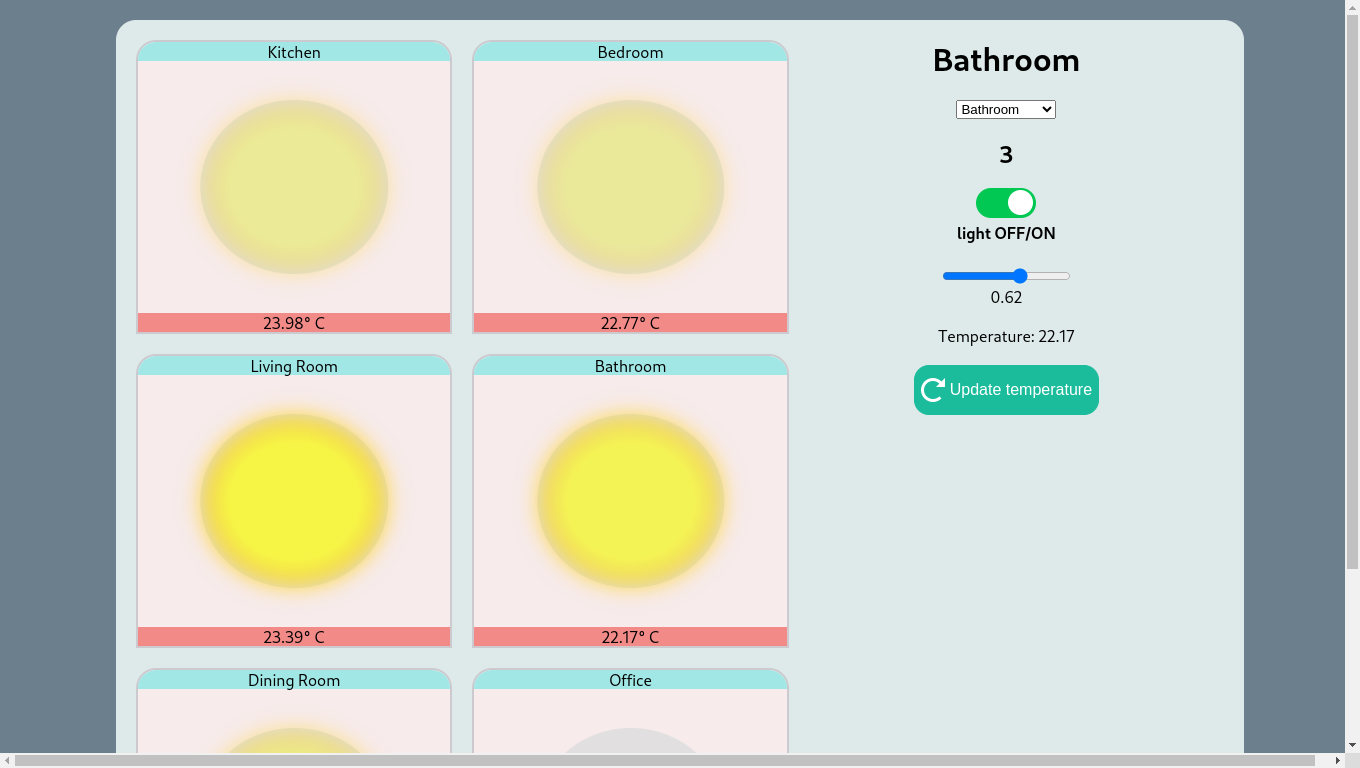 Kitchen
23.98° C
Bedroom
22.77° C
Living Room
23.39° C
Bathroom
22.17° C
Dining Room
Office
Bathroom
Bathroom
3
light OFF/ON
0.62
Temperature: 22.17
Update temperature